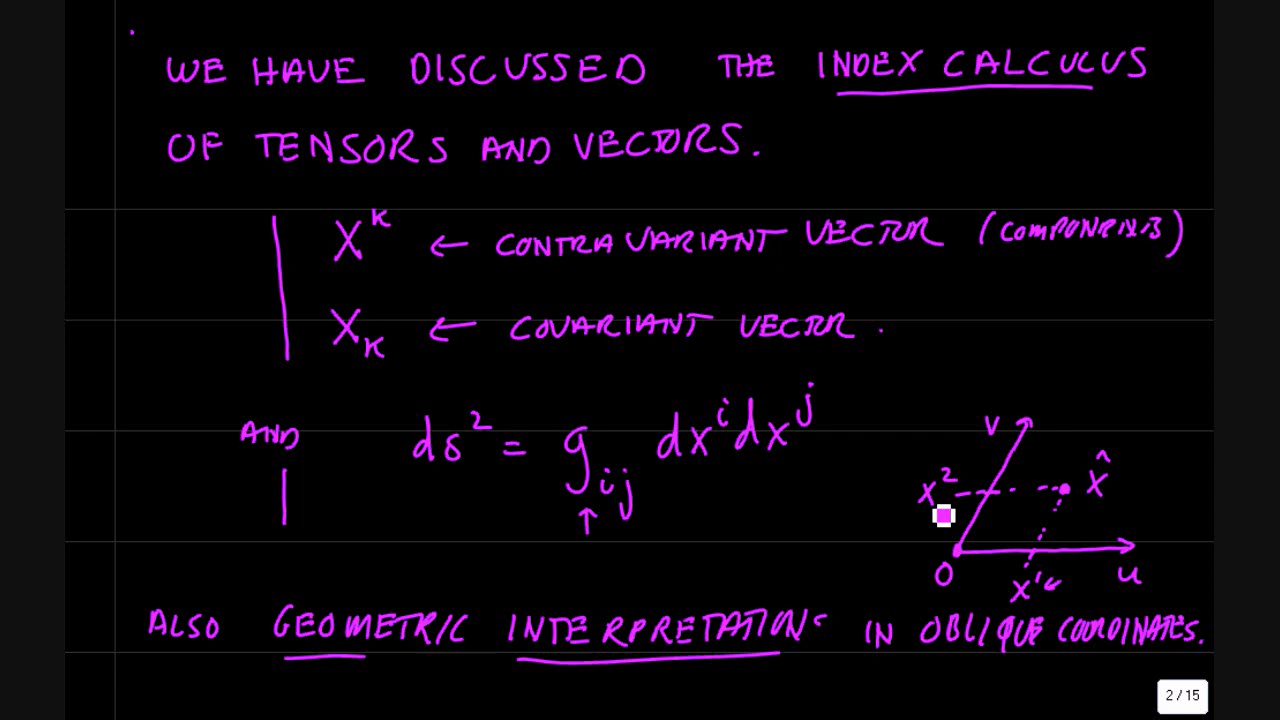 WE HAVE DISCUSSED THE INDEX CALCULUS
OF TENSORS AND VECTORS.
X^k ← CONTRAVARIANT VECTOR (COMPONENTS)
X_k ← COVARIANT VECTOR.
AND ds² = g_ij dx^i dx^j
↑
V
X² X̂
O X¹ u
ALSO GEOMETRIC INTERPRETATIONS IN OBLIQUE COORDINATES.
2/15